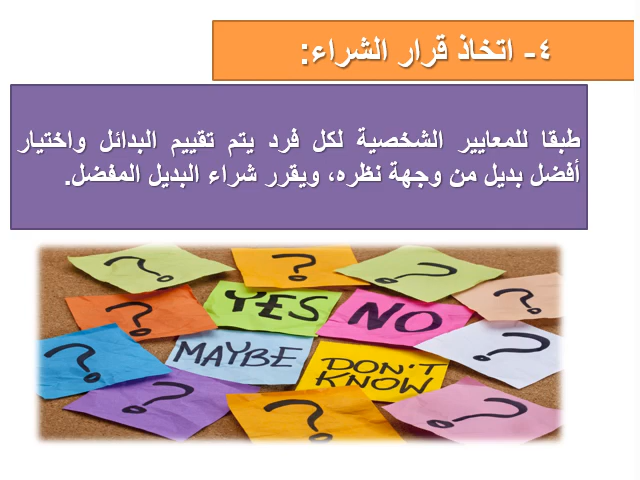 ٤- اتخاذ قرار الشراء:
طبقا للمعايير الشخصية لكل فرد يتم تقييم البدائل واختيار
أفضل بديل من وجهة نظره، ويقرر شراء البديل المفضل.
?
?
?
?
?
YES
NO
?
?
MAYBE
DON'T
KNOW
?
?
?